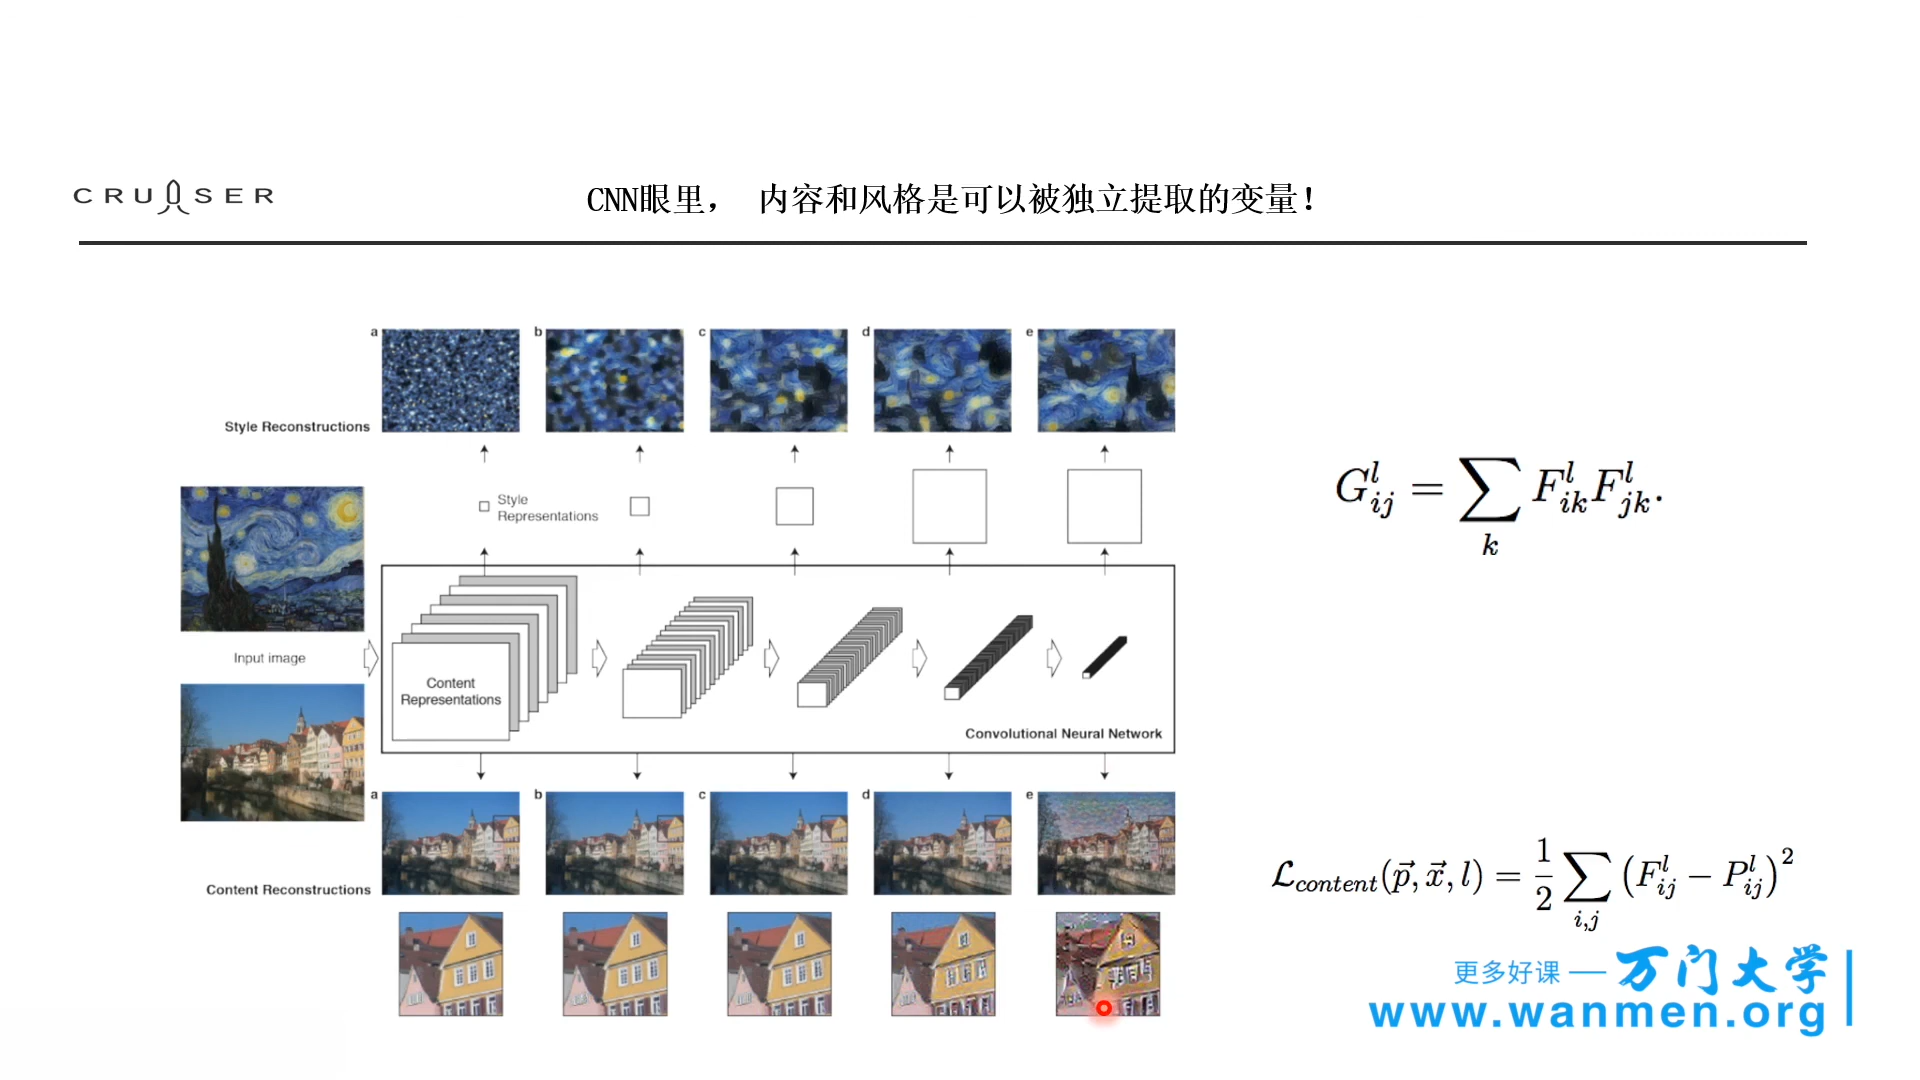 CRUISER
CNN眼里， 内容和风格是可以被独立提取的变量！
a b c d e
Style Reconstructions
Style
Representations
Input image
Content
Representations
Convolutional Neural Network
a b c d e
Content Reconstructions
G^l_{ij} = \sum_k F^l_{ik} F^l_{jk}.
\mathcal{L}_{content}(\vec{p}, \vec{x}, l) = \frac{1}{2} \sum_{i,j} (F^l_{ij} - P^l_{ij})^2
更多好课 — 万门大学
www.wanmen.org